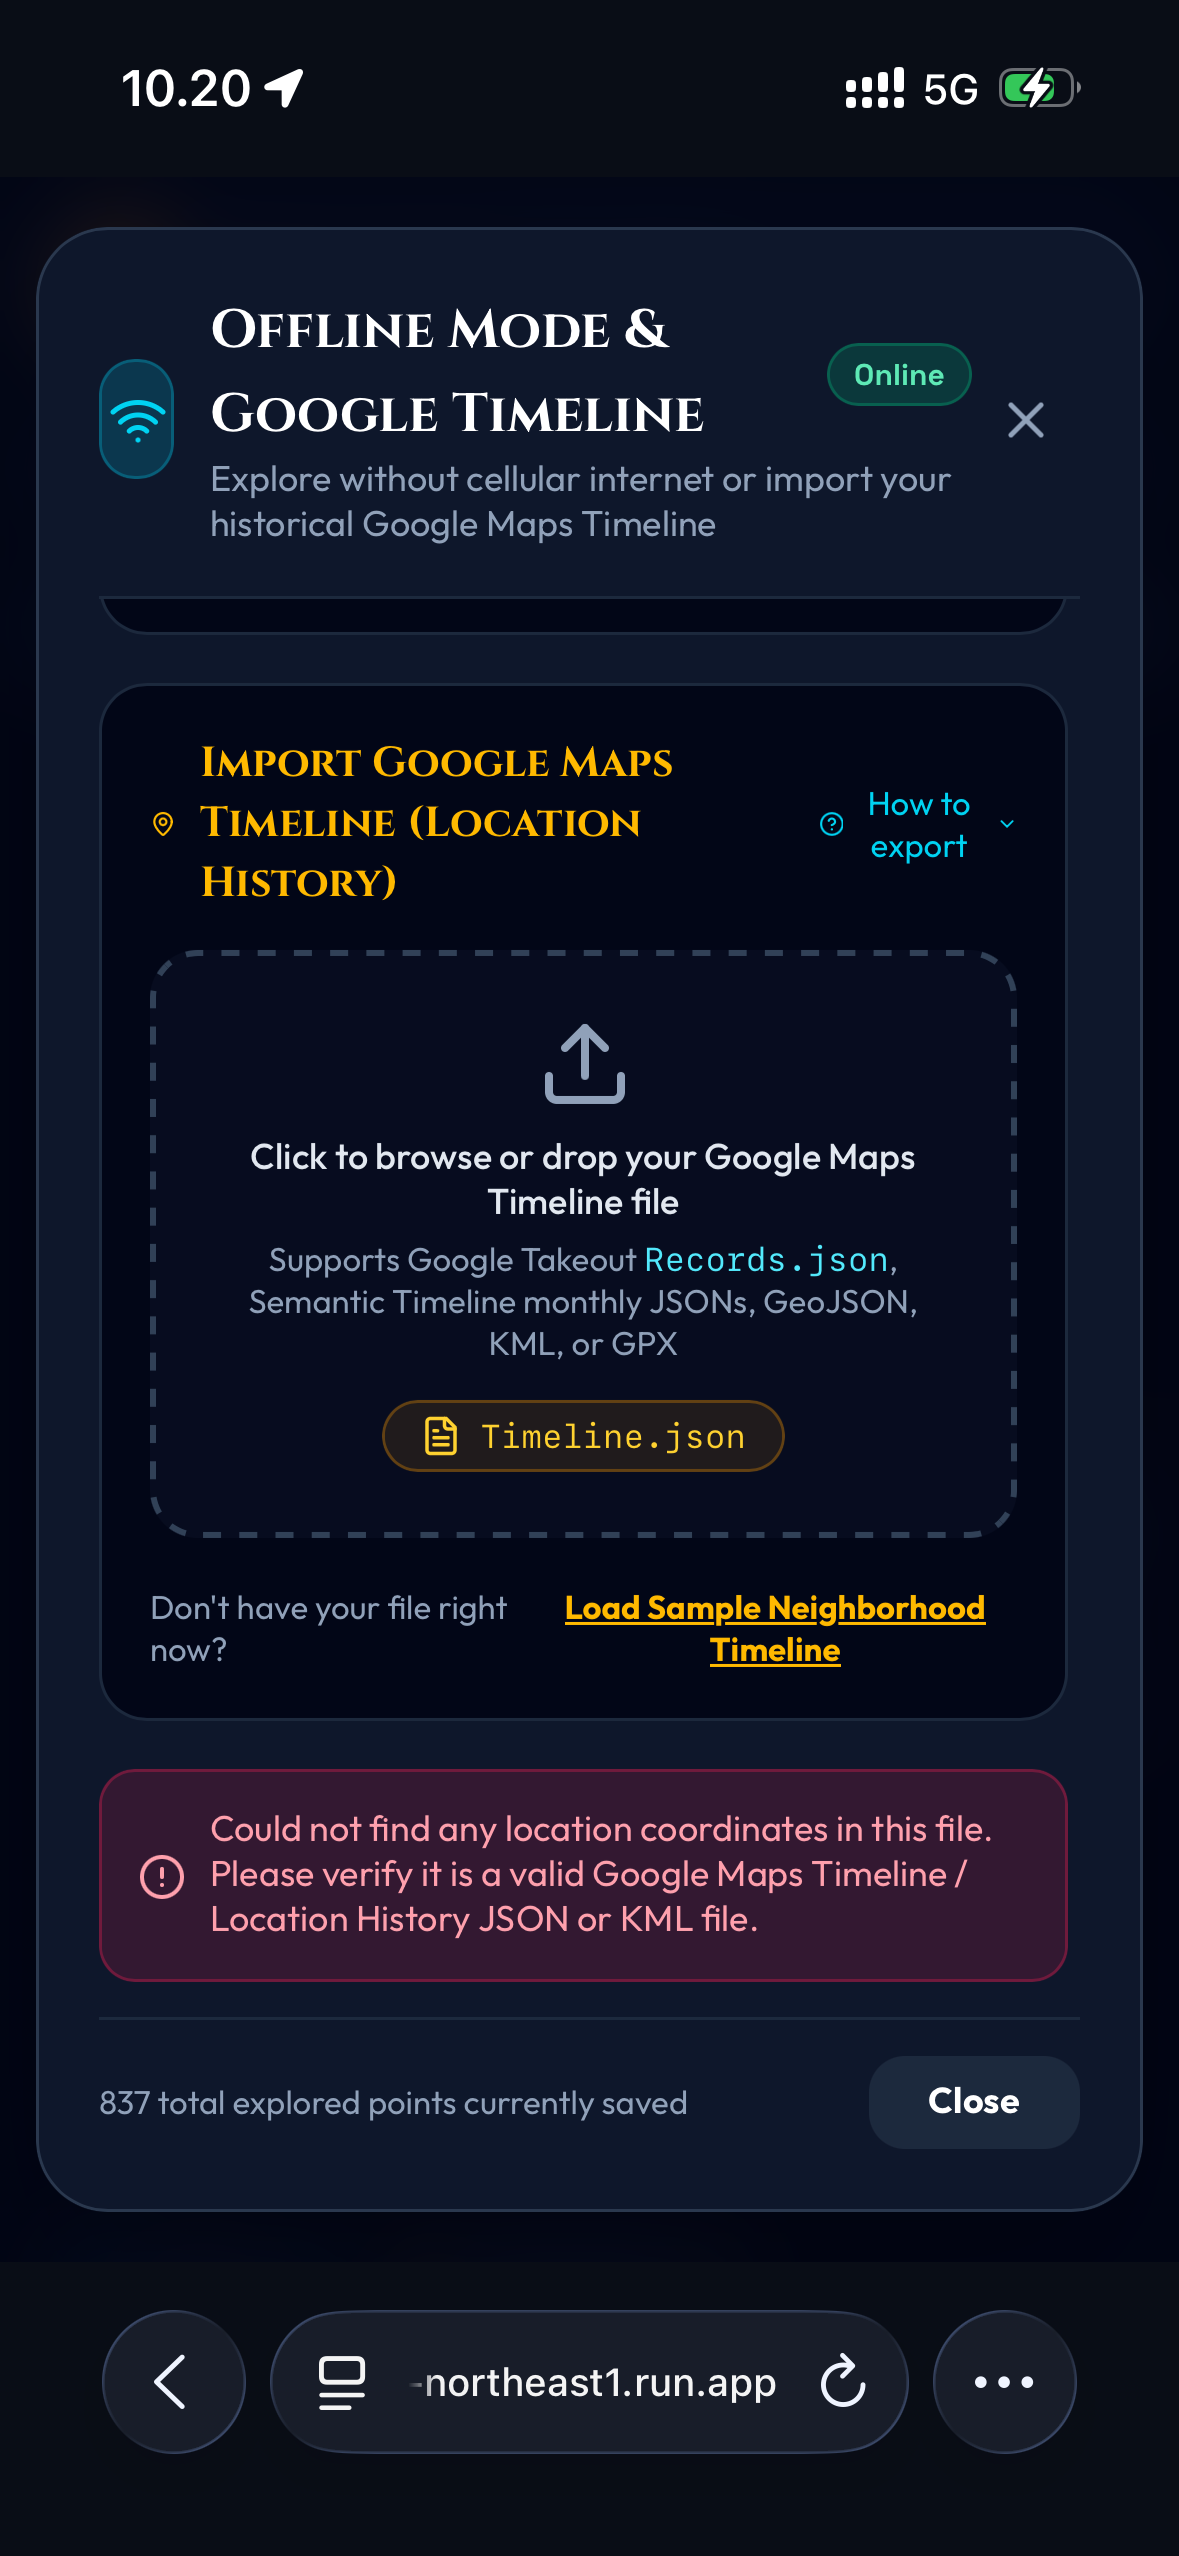 10.20
5G
Offline Mode &
Google Timeline
Online
Explore without cellular internet or import your
historical Google Maps Timeline
Import Google Maps
Timeline (Location
History)
How to
export
Click to browse or drop your Google Maps
Timeline file
Supports Google Takeout Records.json,
Semantic Timeline monthly JSONs, GeoJSON,
KML, or GPX
Timeline.json
Don't have your file right
now?
Load Sample Neighborhood
Timeline
Could not find any location coordinates in this file.
Please verify it is a valid Google Maps Timeline /
Location History JSON or KML file.
837 total explored points currently saved
Close
-northeast1.run.app